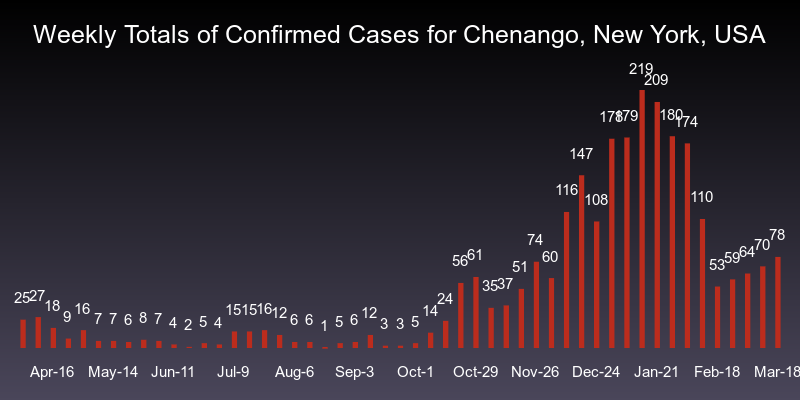 Weekly Totals of Confirmed Cases for Chenango, New York, USA
219
209
178 179 180 174
147
116 108 110
74 78
56 61 60 51 53 59 64 70
35 37
25 27 18 9 16 7 7 6 8 7 4 2 5 4 15 15 16 12 6 6 1 5 6 12 3 3 5 14 24
Apr-16 May-14 Jun-11 Jul-9 Aug-6 Sep-3 Oct-1 Oct-29 Nov-26 Dec-24 Jan-21 Feb-18 Mar-18